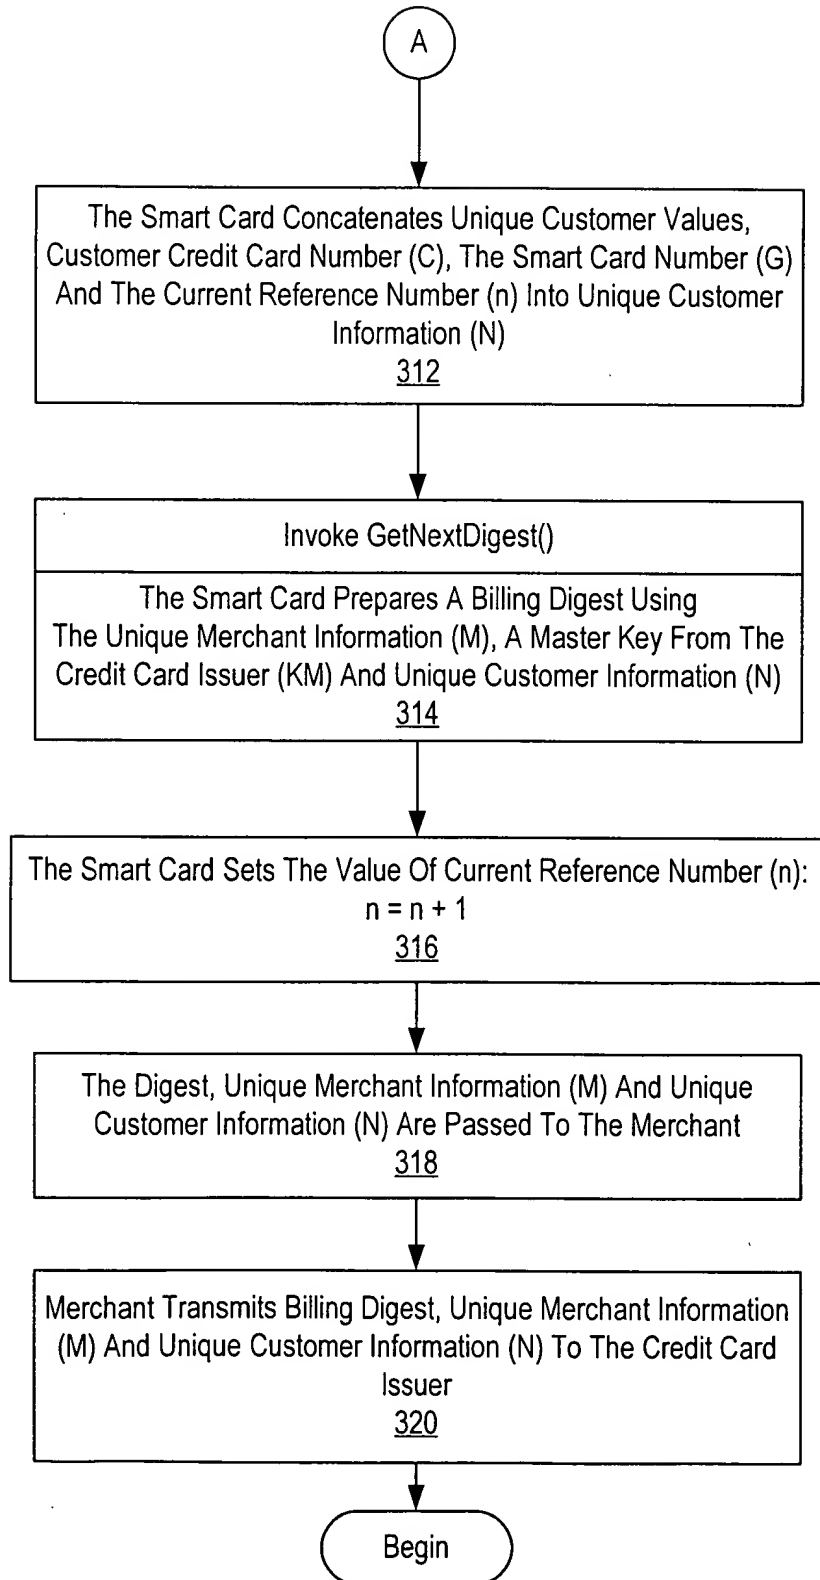 A
The Smart Card Concatenates Unique Customer Values,
Customer Credit Card Number (C), The Smart Card Number (G)
And The Current Reference Number (n) Into Unique Customer
Information (N)
312
Invoke GetNextDigest()
The Smart Card Prepares A Billing Digest Using
The Unique Merchant Information (M), A Master Key From The
Credit Card Issuer (KM) And Unique Customer Information (N)
314
The Smart Card Sets The Value Of Current Reference Number (n):
n = n + 1
316
The Digest, Unique Merchant Information (M) And Unique
Customer Information (N) Are Passed To The Merchant
318
Merchant Transmits Billing Digest, Unique Merchant Information
(M) And Unique Customer Information (N) To The Credit Card
Issuer
320
Begin